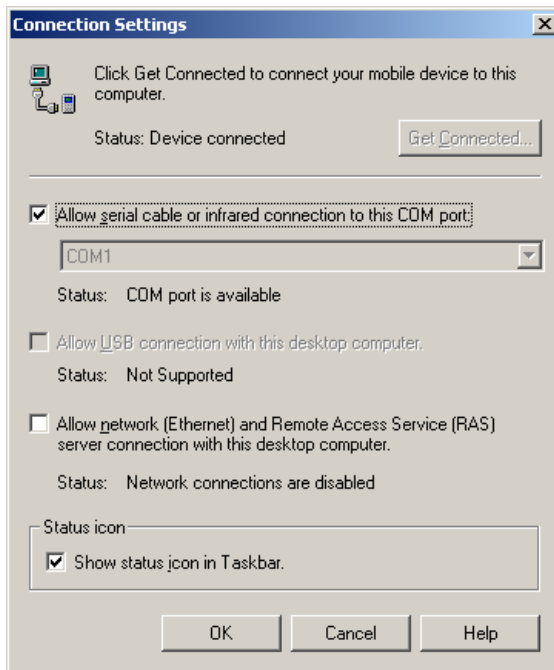 Connection Settings
Click Get Connected to connect your mobile device to this
computer.
Status: Device connected
Get Connected...
Allow serial cable or infrared connection to this COM port:
COM1
Status: COM port is available
Allow USB connection with this desktop computer.
Status: Not Supported
Allow network (Ethernet) and Remote Access Service (RAS)
server connection with this desktop computer.
Status: Network connections are disabled
Status icon
Show status icon in Taskbar.
OK Cancel Help